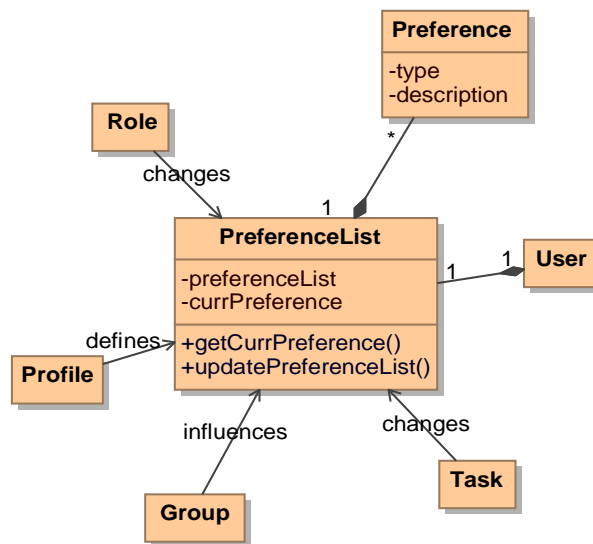 Preference
-type
-description
Role
*
changes
1
PreferenceList
-preferenceList
-currPreference
+getCurrPreference()
+updatePreferenceList()
1
1
User
defines
Profile
influences
changes
Group
Task